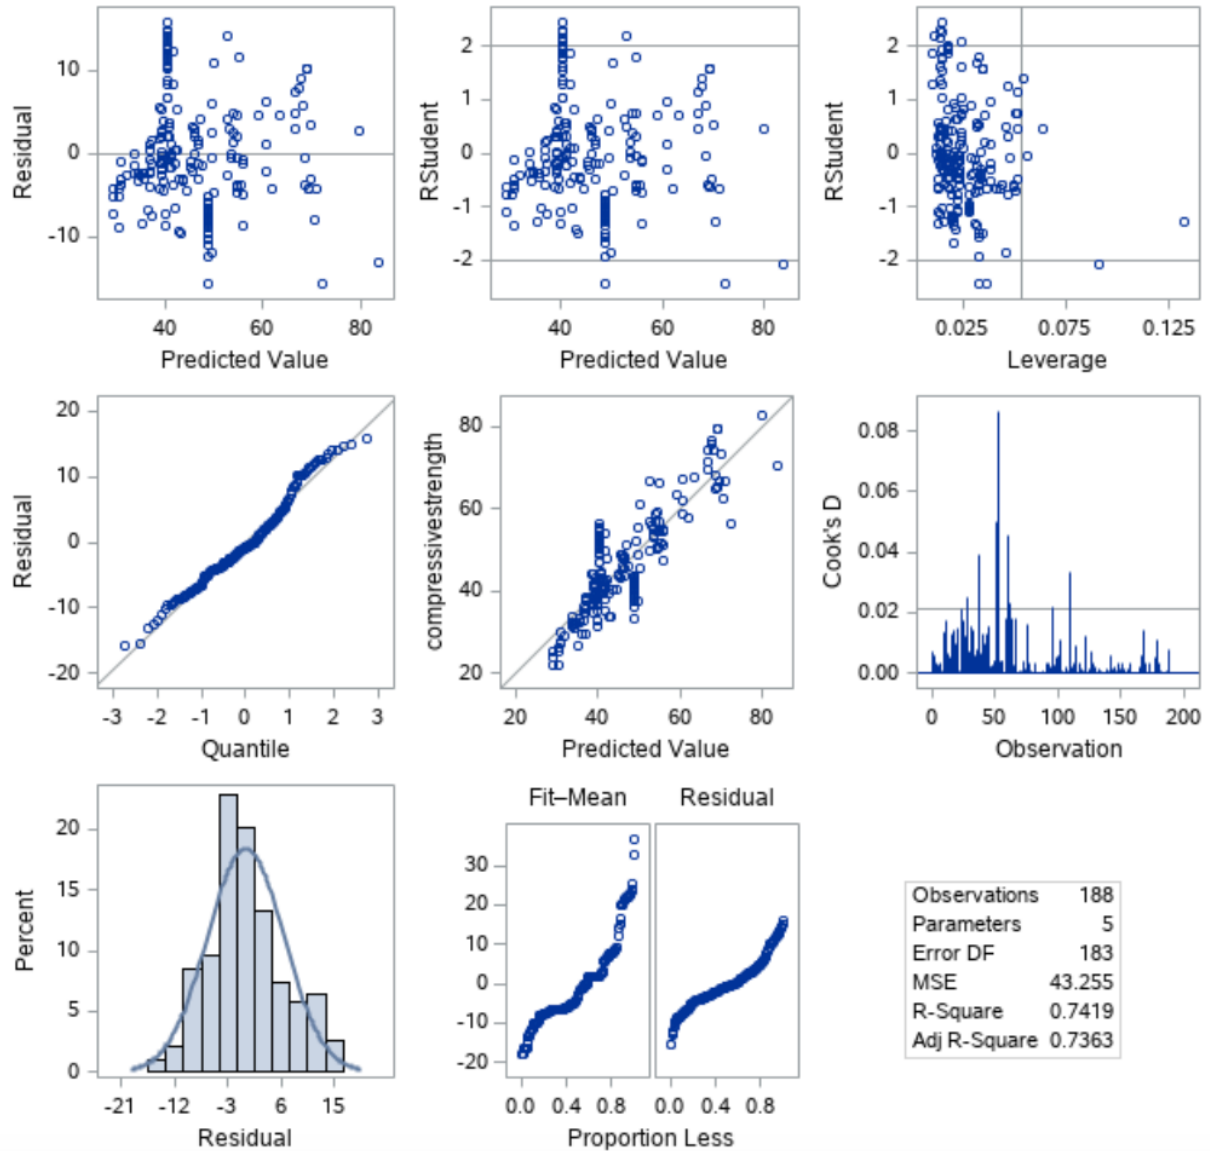 Residual
10
0
-10
40 60 80
Predicted Value
RStudent
2
1
0
-1
-2
40 60 80
Predicted Value
RStudent
2
1
0
-1
-2
0.025 0.075 0.125
Leverage
Residual
20
10
0
-10
-20
-3 -2 -1 0 1 2 3
Quantile
compressivestrength
80
60
40
20
20 40 60 80
Predicted Value
Cook's D
0.08
0.06
0.04
0.02
0.00
0 50 100 150 200
Observation
Percent
20
15
10
5
0
-21 -12 -3 6 15
Residual
Fit–Mean Residual
30
20
10
0
-10
-20
0.0 0.4 0.8 0.0 0.4 0.8
Proportion Less
Observations 188
Parameters 5
Error DF 183
MSE 43.255
R-Square 0.7419
Adj R-Square 0.7363